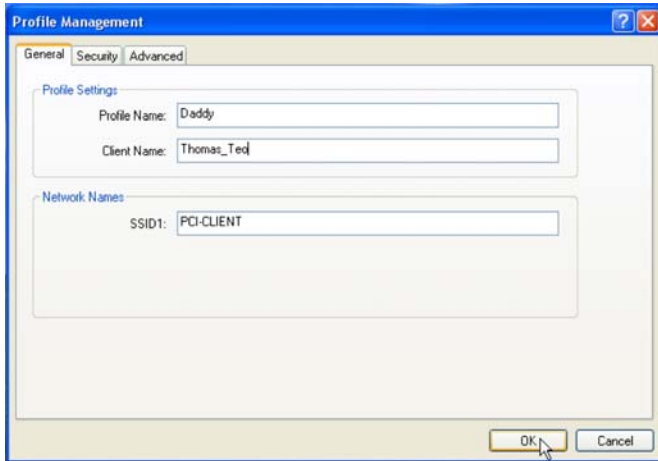 Profile Management
General Security Advanced
Profile Settings
Profile Name: Daddy
Client Name: Thomas_Teo
Network Names
SSID1: PCI-CLIENT
OK Cancel